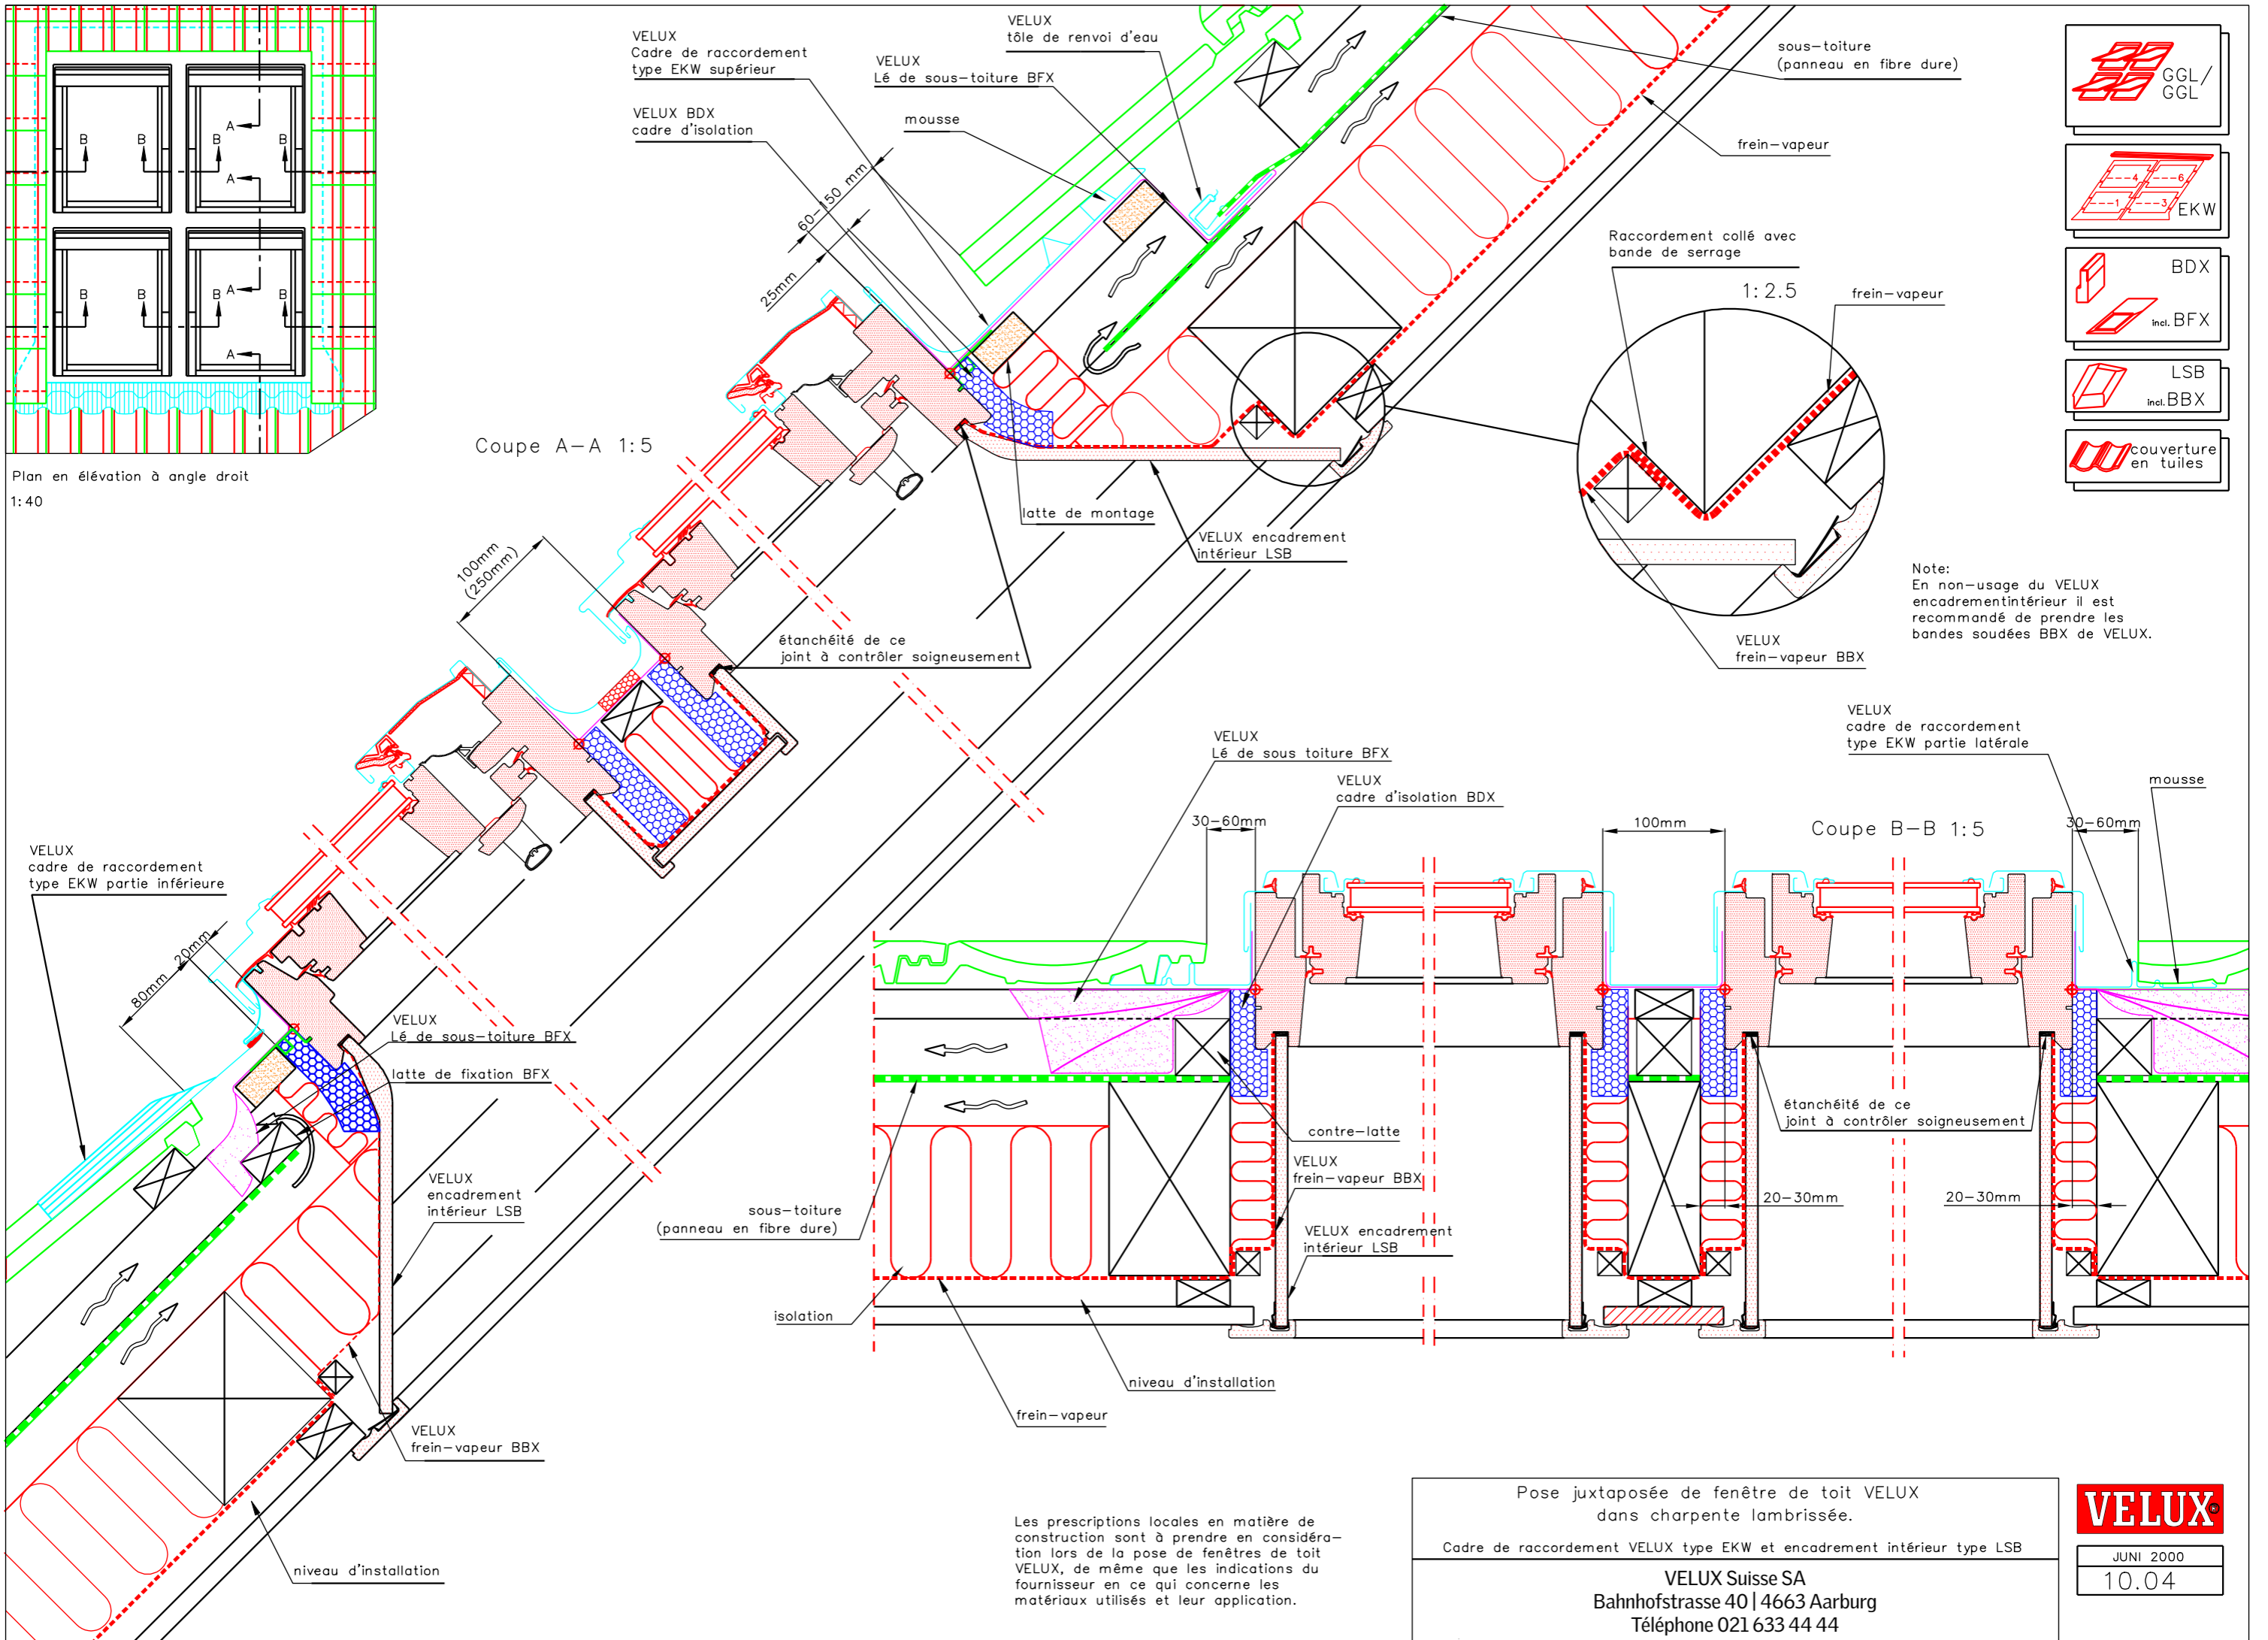 VELUX
Cadre de raccordement
type EKW supérieur
VELUX BDX
cadre d'isolation
VELUX
Lé de sous-toiture BFX
mousse
VELUX
tôle de renvoi d'eau
sous-toiture
(panneau en fibre dure)
frein-vapeur
GGL/
GGL
4
6
1
3
EKW
BDX
incl. BFX
LSB
incl. BBX
couverture
en tuiles
A
A
A
A
B
B
B
B
B
B
B
B
Plan en élévation à angle droit
1:40
60-150 mm
25mm
Coupe A-A 1:5
Raccordement collé avec
bande de serrage
1:2.5
frein-vapeur
VELUX
frein-vapeur BBX
Note:
En non-usage du VELUX
encadrementintérieur il est
recommandé de prendre les
bandes soudées BBX de VELUX.
latte de montage
VELUX encadrement
intérieur LSB
100mm
(250mm)
étanchéité de ce
joint à contrôler soigneusement
VELUX
cadre de raccordement
type EKW partie inférieure
80mm
20mm
VELUX
Lé de sous-toiture BFX
latte de fixation BFX
VELUX
encadrement
intérieur LSB
VELUX
frein-vapeur BBX
niveau d'installation
VELUX
Lé de sous toiture BFX
VELUX
cadre d'isolation BDX
VELUX
cadre de raccordement
type EKW partie latérale
mousse
30-60mm
100mm
Coupe B-B 1:5
30-60mm
contre-latte
étanchéité de ce
joint à contrôler soigneusement
VELUX
frein-vapeur BBX
20-30mm
20-30mm
sous-toiture
(panneau en fibre dure)
VELUX encadrement
intérieur LSB
isolation
niveau d'installation
frein-vapeur
Les prescriptions locales en matière de
construction sont à prendre en considéra-
tion lors de la pose de fenêtres de toit
VELUX, de même que les indications du
fournisseur en ce qui concerne les
matériaux utilisés et leur application.
Pose juxtaposée de fenêtre de toit VELUX
dans charpente lambrissée.
Cadre de raccordement VELUX type EKW et encadrement intérieur type LSB
VELUX Suisse SA
Bahnhofstrasse 40 | 4663 Aarburg
Téléphone 021 633 44 44
VELUX®
JUNI 2000
10.04